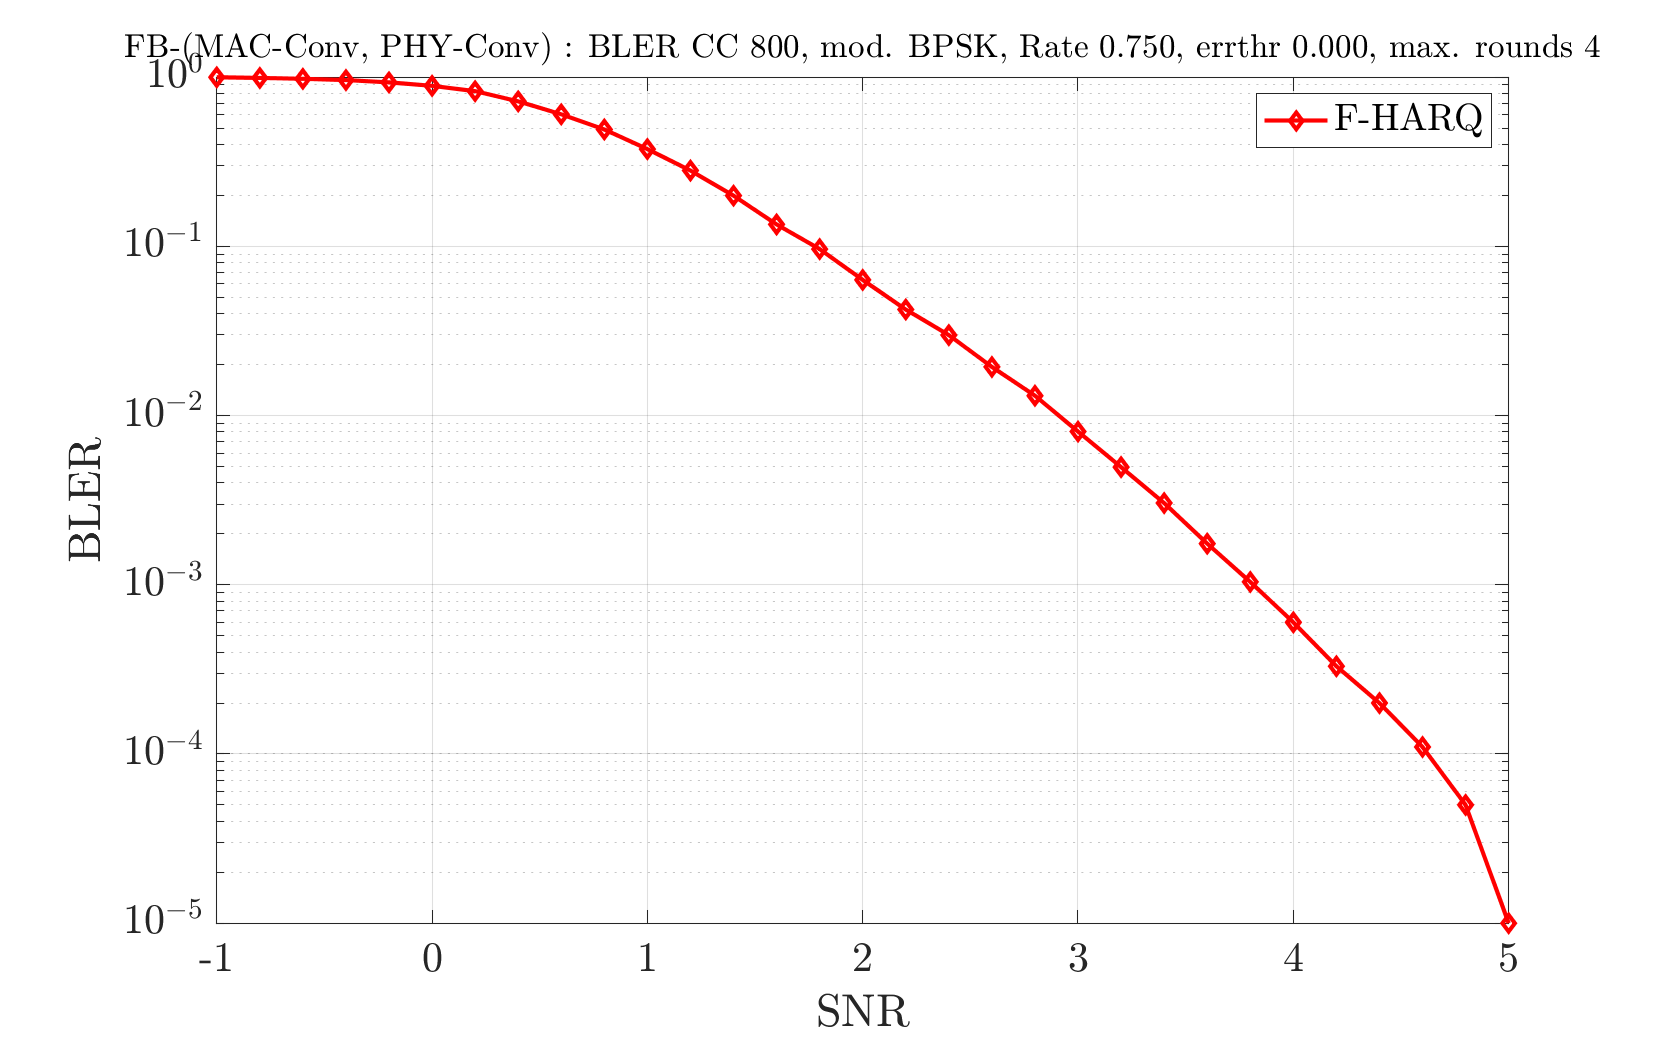 FB-(MAC-Conv, PHY-Conv) : BLER CC 800, mod. BPSK, Rate 0.750, errthr 0.000, max. rounds 4
10^0
F-HARQ
10^{-1}
10^{-2}
BLER
10^{-3}
10^{-4}
10^{-5}
-1 0 1 2 3 4 5
SNR